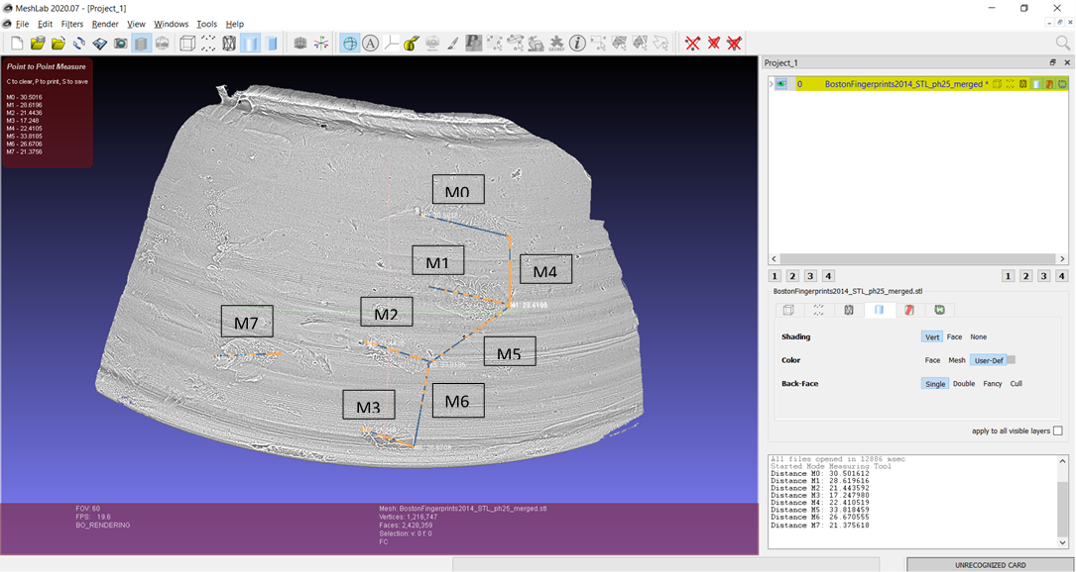 MeshLab 2020.07 - [Project_1]
File Edit Filters Render View Windows Tools Help
Point to Point Measure
C to clear, P to print, S to save
M0 - 30.5016
M1 - 28.6196
M2 - 21.4436
M3 - 17.248
M4 - 22.4105
M5 - 33.8185
M6 - 26.6706
M7 - 21.3756
M0
M1
M4
M2
M7
M5
M6
M3
FOV: 60
FPS: 19.6
BO_RENDERING
Mesh: BostonFingerprints2014_STL_ph25_merged.stl
Vertices: 1,216,747
Faces: 2,428,358
Selection: v: 0 f: 0
FC
Project_1
0 BostonFingerprints2014_STL_ph25_merged *
1 2 3 4 1 2 3 4
BostonFingerprints2014_STL_ph25_merged.stl
Shading Vert Face None
Color Face Mesh User-Def
Back-Face Single Double Fancy Cull
apply to all visible layers
All files opened in 12886 msec
Started Mode Measuring Tool
Distance M0: 30.501612
Distance M1: 28.619616
Distance M2: 21.443592
Distance M3: 17.247980
Distance M4: 22.410519
Distance M5: 33.818459
Distance M6: 26.670555
Distance M7: 21.375618
UNRECOGNIZED CARD